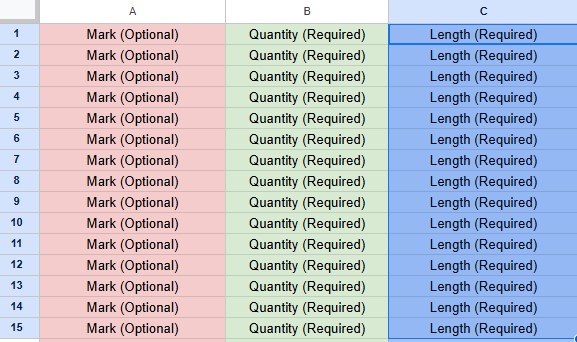 A B C
1 Mark (Optional) Quantity (Required) Length (Required)
2 Mark (Optional) Quantity (Required) Length (Required)
3 Mark (Optional) Quantity (Required) Length (Required)
4 Mark (Optional) Quantity (Required) Length (Required)
5 Mark (Optional) Quantity (Required) Length (Required)
6 Mark (Optional) Quantity (Required) Length (Required)
7 Mark (Optional) Quantity (Required) Length (Required)
8 Mark (Optional) Quantity (Required) Length (Required)
9 Mark (Optional) Quantity (Required) Length (Required)
10 Mark (Optional) Quantity (Required) Length (Required)
11 Mark (Optional) Quantity (Required) Length (Required)
12 Mark (Optional) Quantity (Required) Length (Required)
13 Mark (Optional) Quantity (Required) Length (Required)
14 Mark (Optional) Quantity (Required) Length (Required)
15 Mark (Optional) Quantity (Required) Length (Required)